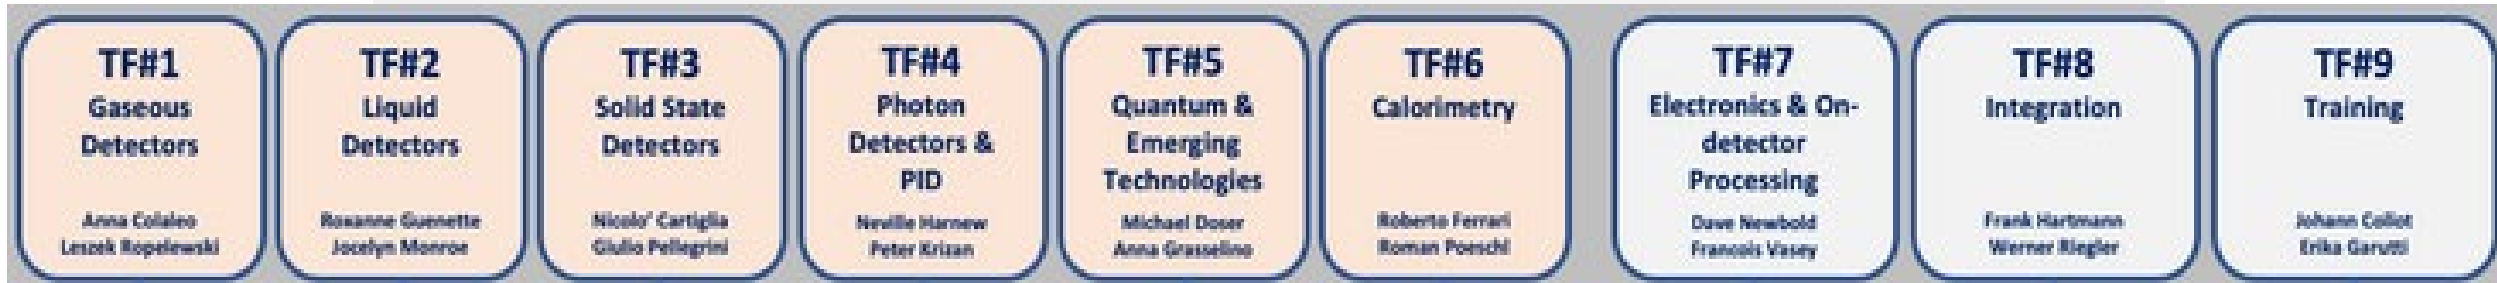 TF#1
Gaseous
Detectors
Anna Colaleo
Leszek Ropelewski
TF#2
Liquid
Detectors
Roxanne Guenette
Jocelyn Monroe
TF#3
Solid State
Detectors
Nicolo' Cartiglia
Giulio Pellegrini
TF#4
Photon
Detectors &
PID
Neville Harnew
Peter Krizan
TF#5
Quantum &
Emerging
Technologies
Michael Doser
Anna Grasselino
TF#6
Calorimetry
Roberto Ferrari
Roman Poeschl
TF#7
Electronics & On-
detector
Processing
Dave Newbold
Francois Vasey
TF#8
Integration
Frank Hartmann
Werner Riegler
TF#9
Training
Johann Collot
Erika Garutti